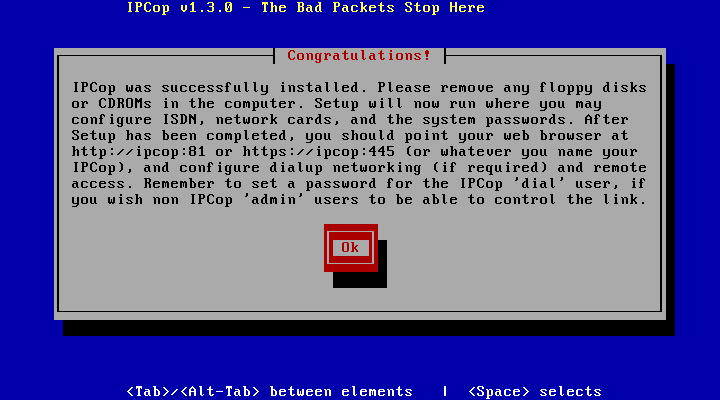 IPCop v1.3.0 - The Bad Packets Stop Here
Congratulations!
IPCop was successfully installed. Please remove any floppy disks
or CDROMs in the computer. Setup will now run where you may
configure ISDN, network cards, and the system passwords. After
Setup has been completed, you should point your web browser at
http://ipcop:81 or https://ipcop:445 (or whatever you name your
IPCop), and configure dialup networking (if required) and remote
access. Remember to set a password for the IPCop 'dial' user, if
you wish non IPCop 'admin' users to be able to control the link.
Ok
<Tab>/<Alt-Tab> between elements | <Space> selects